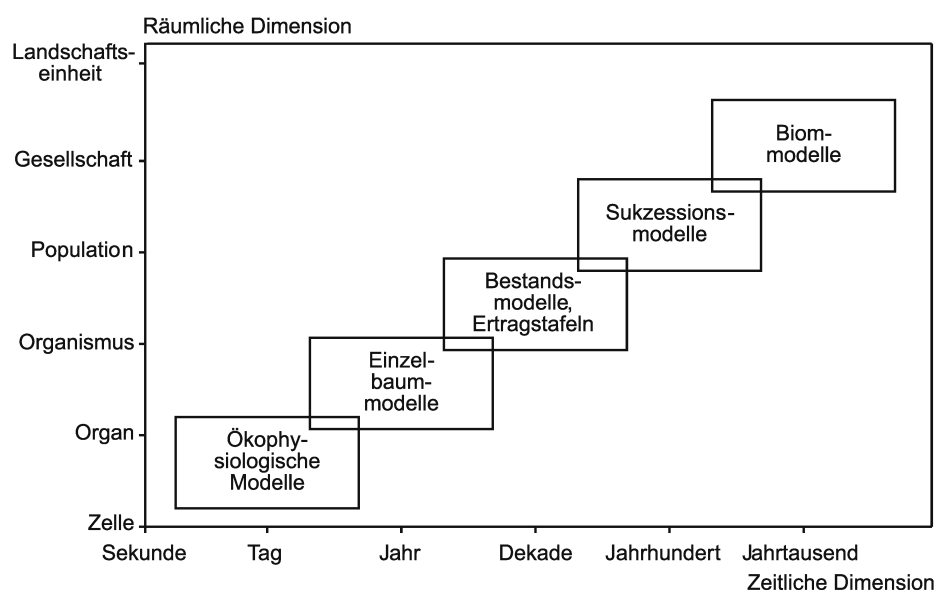 Räumliche Dimension
Landschafts-
einheit
Gesellschaft
Population
Organismus
Organ
Zelle
Biom-
modelle
Sukzessions-
modelle
Bestands-
modelle,
Ertragstafeln
Einzel-
baum-
modelle
Ökophy-
siologische
Modelle
Sekunde
Tag
Jahr
Dekade
Jahrhundert
Jahrtausend
Zeitliche Dimension